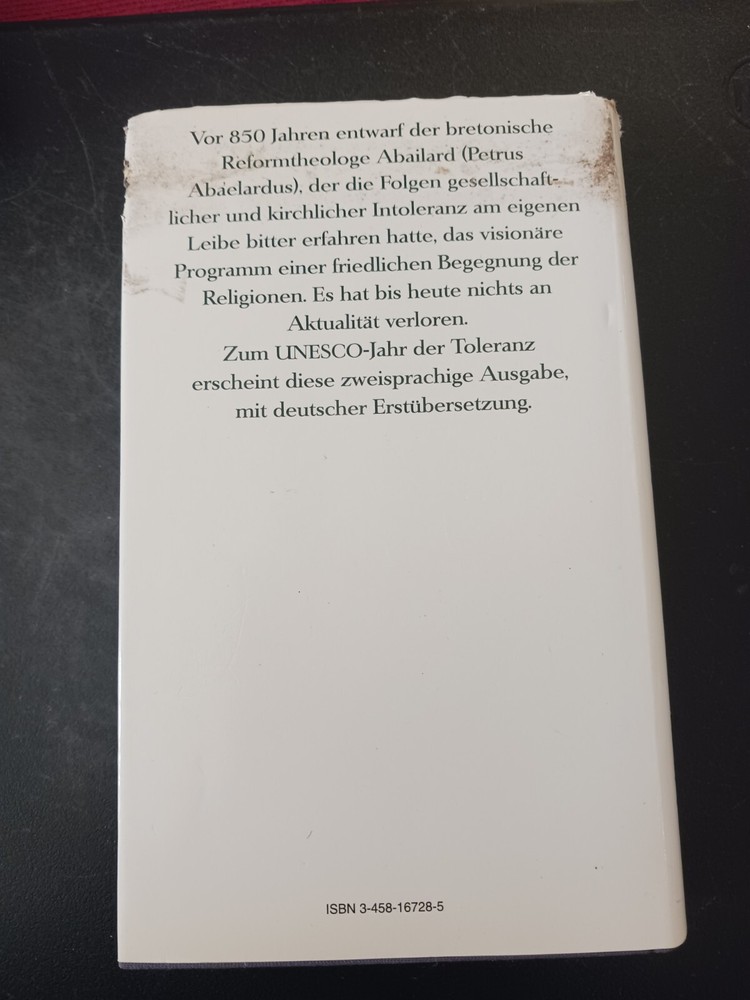 Vor 850 Jahren entwarf der bretonische
Reformtheologe Abailard (Petrus
Abaelardus), der die Folgen gesellschaft-
licher und kirchlicher Intoleranz am eigenen
Leibe bitter erfahren hatte, das visionäre
Programm einer friedlichen Begegnung der
Religionen. Es hat bis heute nichts an
Aktualität verloren.
Zum UNESCO-Jahr der Toleranz
erscheint diese zweisprachige Ausgabe,
mit deutscher Erstübersetzung.
ISBN 3-458-16728-5